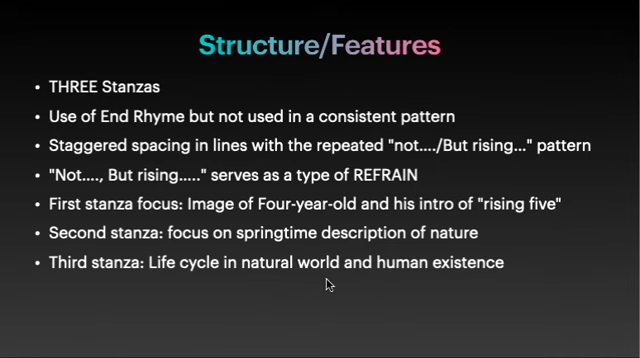 Structure/Features
• THREE Stanzas
• Use of End Rhyme but not used in a consistent pattern
• Staggered spacing in lines with the repeated "not..../But rising..." pattern
• "Not...., But rising....." serves as a type of REFRAIN
• First stanza focus: Image of Four-year-old and his intro of "rising five"
• Second stanza: focus on springtime description of nature
• Third stanza: Life cycle in natural world and human existence